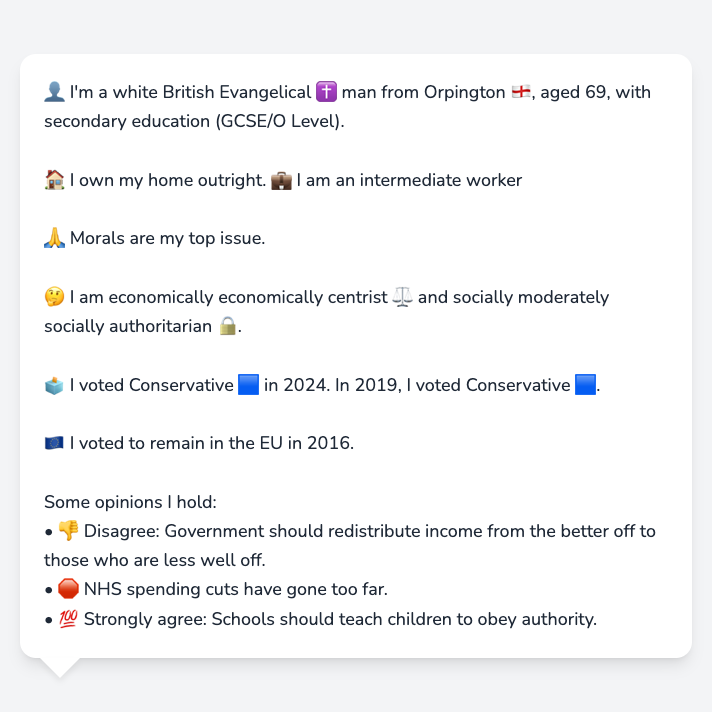 👤 I'm a white British Evangelical ✝️ man from Orpington 🏴󠁧󠁢󠁥󠁮󠁧󠁿, aged 69, with
secondary education (GCSE/O Level).
🏠 I own my home outright. 💼 I am an intermediate worker
🙏 Morals are my top issue.
🤔 I am economically economically centrist ⚖️ and socially moderately
socially authoritarian 🔒.
🗳️ I voted Conservative 🟦 in 2024. In 2019, I voted Conservative 🟦.
🇪🇺 I voted to remain in the EU in 2016.
Some opinions I hold:
• 👎 Disagree: Government should redistribute income from the better off to
those who are less well off.
• 🛑 NHS spending cuts have gone too far.
• 💯 Strongly agree: Schools should teach children to obey authority.